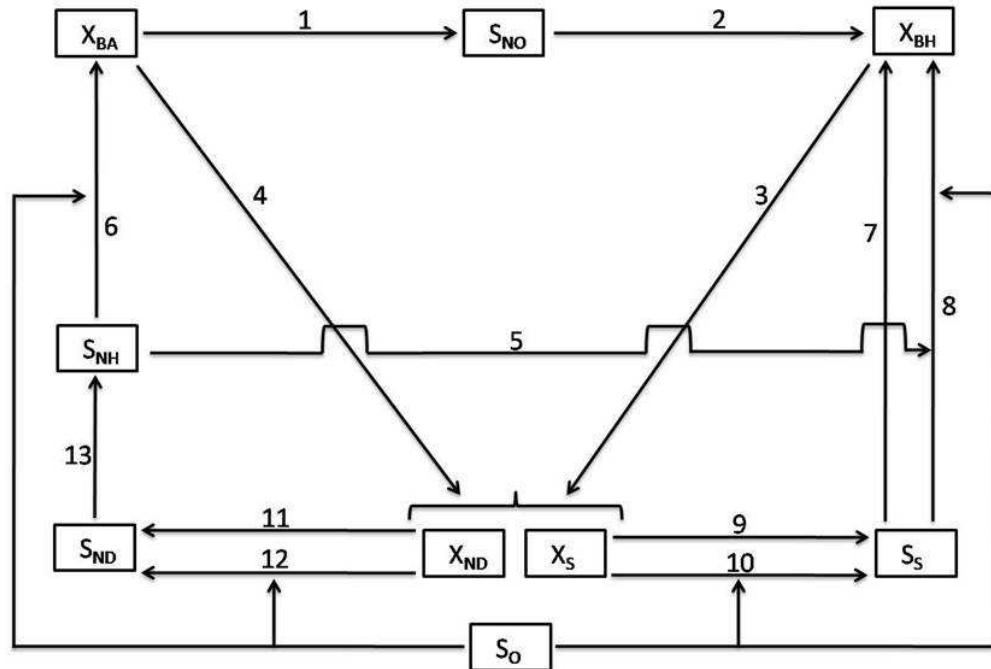 X_BA 1 S_NO 2 X_BH
4 3
6 7
8
S_NH 5
13
11 9
S_ND X_ND X_S S_S
12 10
S_O